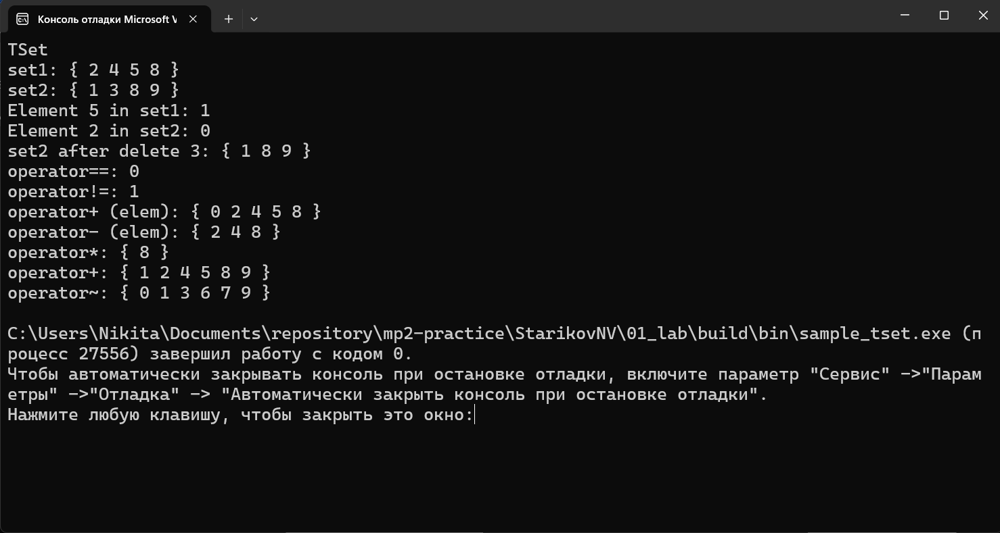 Консоль отладки Microsoft V
TSet
set1: { 2 4 5 8 }
set2: { 1 3 8 9 }
Element 5 in set1: 1
Element 2 in set2: 0
set2 after delete 3: { 1 8 9 }
operator==: 0
operator!=: 1
operator+ (elem): { 0 2 4 5 8 }
operator- (elem): { 2 4 8 }
operator*: { 8 }
operator+: { 1 2 4 5 8 9 }
operator~: { 0 1 3 6 7 9 }
C:\Users\Nikita\Documents\repository\mp2-practice\StarikovNV\01_lab\build\bin\sample_tset.exe (п
роцесс 27556) завершил работу с кодом 0.
Чтобы автоматически закрывать консоль при остановке отладки, включите параметр "Сервис" ->"Парам
етры" ->"Отладка" -> "Автоматически закрыть консоль при остановке отладки".
Нажмите любую клавишу, чтобы закрыть это окно: